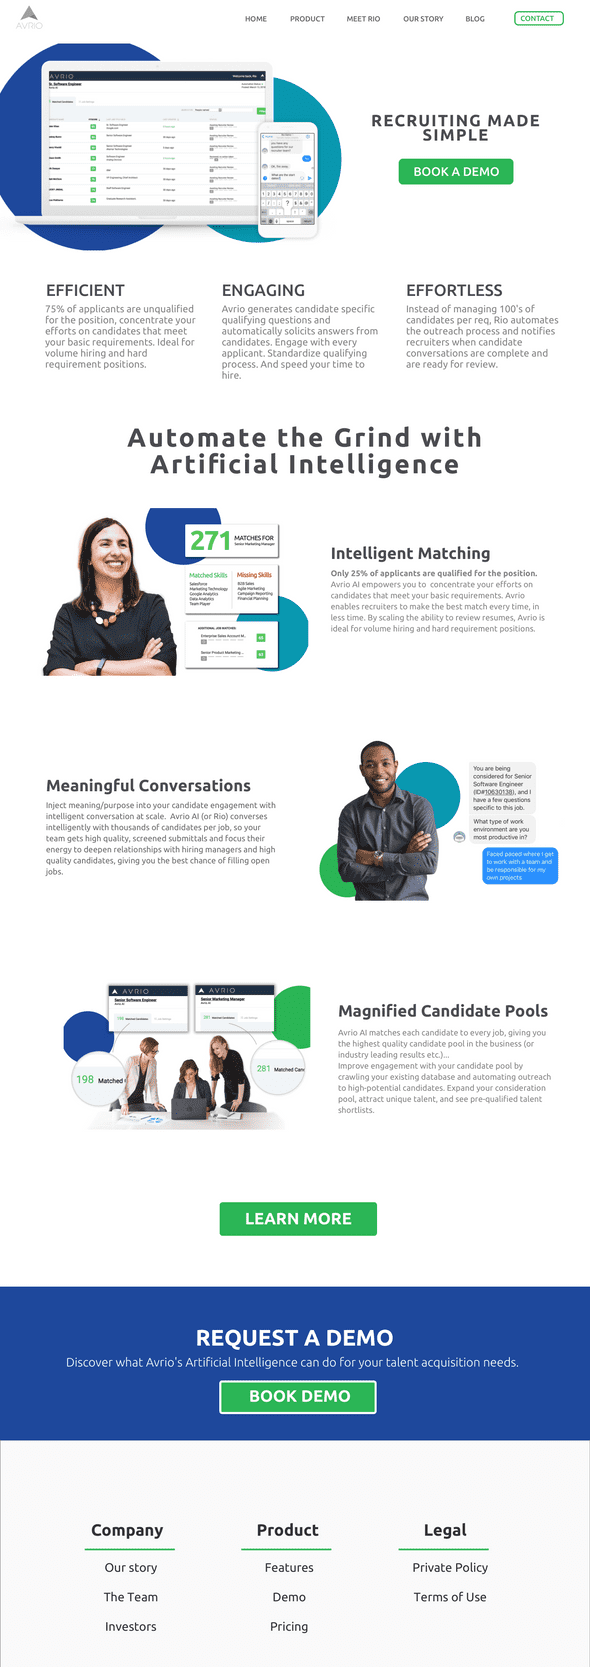 HOME PRODUCT MEET RIO OUR STORY BLOG CONTACT
AVRIO
AVRIO
RECRUITING MADE
SIMPLE
BOOK A DEMO
EFFICIENT
75% of applicants are unqualified
for the position, concentrate your
efforts on candidates that meet
your basic requirements. Ideal for
volume hiring and hard
requirement positions.
ENGAGING
Avrio generates candidate specific
qualifying questions and
automatically solicits answers from
candidates. Engage with every
applicant. Standardize qualifying
process. And speed your time to
hire.
EFFORTLESS
Instead of managing 100's of
candidates per req, Rio automates
the outreach process and notifies
recruiters when candidate
conversations are complete and
are ready for review.
Automate the Grind with
Artificial Intelligence
271 MATCHES FOR
Senior Marketing Manager
Matched Skills
Salesforce
Marketing Technology
Google Analytics
Data Analytics
Team Player
Missing Skills
B2B Sales
Agile Marketing
Campaign Reporting
Financial Planning
ADDITIONAL JOB MATCHES
Enterprise Sales Account M..
Senior Product Marketing...
Intelligent Matching
Only 25% of applicants are qualified for the position.
Avrio AI empowers you to concentrate your efforts on
candidates that meet your basic requirements. Avrio
enables recruiters to make the best match every time, in
less time. By scaling the ability to review resumes, Avrio is
ideal for volume hiring and hard requirement positions.
Meaningful Conversations
Inject meaning/purpose into your candidate engagement with
intelligent conversation at scale. Avrio AI (or Rio) converses
intelligently with thousands of candidates per job, so your
team gets high quality, screened submittals and focus their
energy to deepen relationships with hiring managers and high
quality candidates, giving you the best chance of filling open
jobs.
You are being
considered for Senior
Software Engineer
(ID#10630138), and I
have a few questions
specific to this job.
What type of work
environment are you
most productive in?
Faced paced where I get
to work with a team and
be responsible for my
own projects
AVRIO
Senior Software Engineer
AVRIO
Senior Marketing Manager
198 Matched
281 Matched Can
Magnified Candidate Pools
Avrio AI matches each candidate to every job, giving you
the highest quality candidate pool in the business (or
industry leading results etc.)...
Improve engagement with your candidate pool by
crawling your existing database and automating outreach
to high-potential candidates. Expand your consideration
pool, attract unique talent, and see pre-qualified talent
shortlists.
LEARN MORE
REQUEST A DEMO
Discover what Avrio's Artificial Intelligence can do for your talent acquisition needs.
BOOK DEMO
Company
Our story
The Team
Investors
Product
Features
Demo
Pricing
Legal
Private Policy
Terms of Use